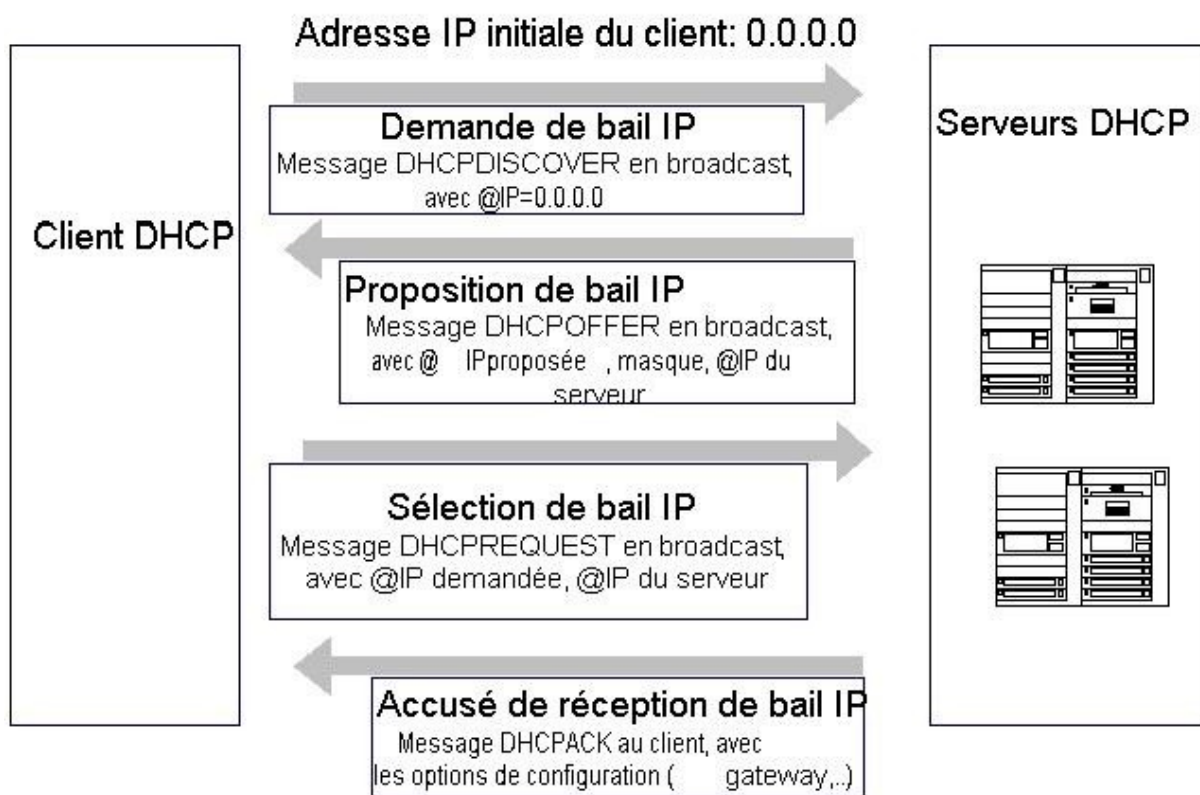 Adresse IP initiale du client: 0.0.0.0
Client DHCP
Serveurs DHCP
Demande de bail IP
Message DHCPDISCOVER en broadcast,
avec @IP=0.0.0.0
Proposition de bail IP
Message DHCPOFFER en broadcast,
avec @ IPproposée , masque, @IP du
serveur
Sélection de bail IP
Message DHCPREQUEST en broadcast,
avec @IP demandée, @IP du serveur
Accusé de réception de bail IP
Message DHCPACK au client, avec
les options de configuration ( gateway,..)